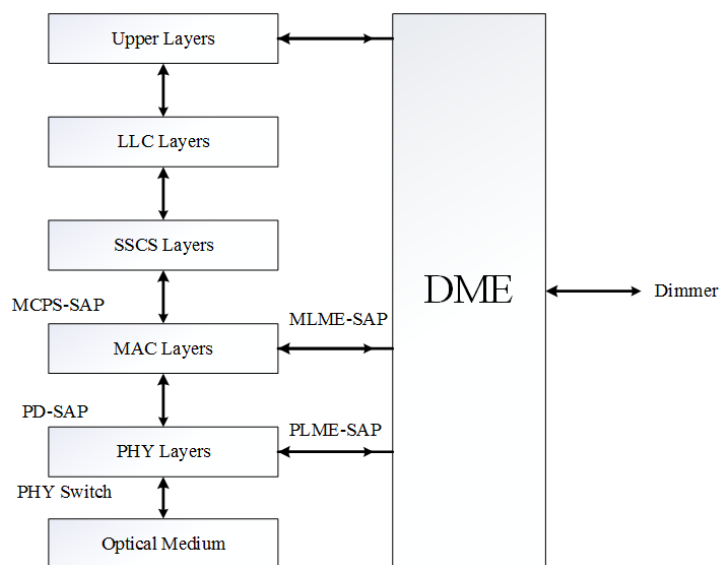 Upper Layers
LLC Layers
SSCS Layers
MCPS-SAP
MLME-SAP
MAC Layers
PD-SAP
PLME-SAP
PHY Layers
PHY Switch
Optical Medium
DME
Dimmer